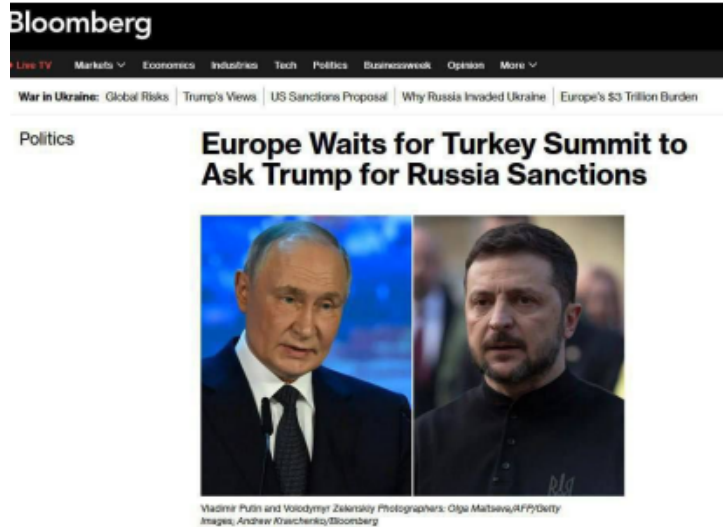 Bloomberg
Live TV Markets Economics Industries Tech Politics Businessweek Opinion More
War in Ukraine: Global Risks Trump's Views US Sanctions Proposal Why Russia Invaded Ukraine Europe's $3 Trillion Burden
Politics
Europe Waits for Turkey Summit to
Ask Trump for Russia Sanctions
Vladimir Putin and Volodymyr Zelenskiy Photographers: Olga Maltseva/AFP/Getty
Images; Andrew Kravchenko/Bloomberg